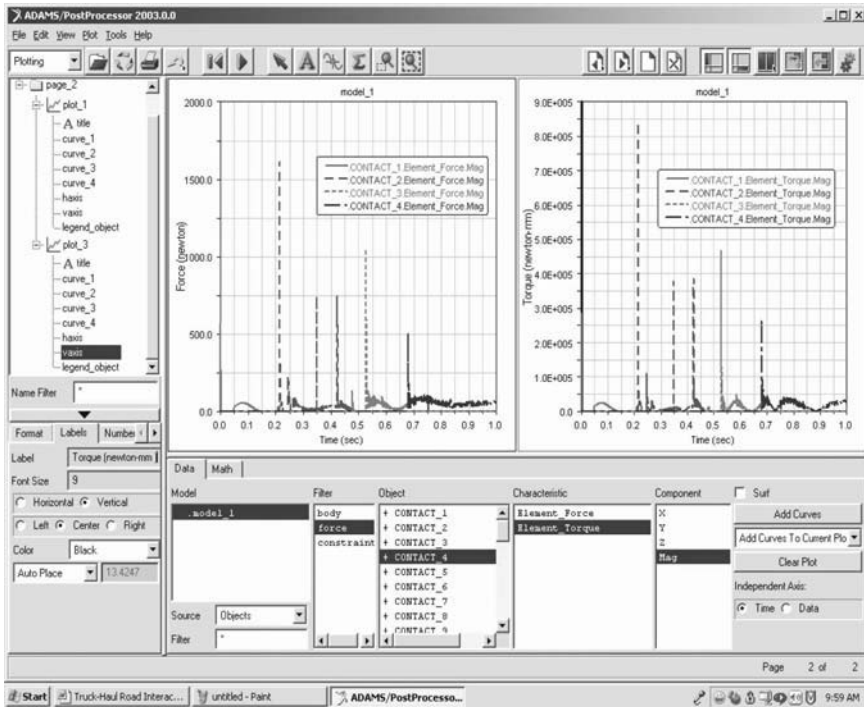 ADAMS/PostProcessor 2003.0.0
File Edit View Plot Tools Help
Plotting
page_2
plot_1
A title
curve_1
curve_2
curve_3
curve_4
haxis
vaxis
legend_object
plot_3
A title
curve_1
curve_2
curve_3
curve_4
haxis
vaxis
legend_object
Name Filter *
Format Labels Number
Label Torque (newton-mm)
Font Size 9
Horizontal Vertical
Left Center Right
Color Black
Auto Place 13.4247
model_1
2000.0
1500.0
1000.0
500.0
0.0
Force (newton)
CONTACT_1.Element_Force.Mag
CONTACT_2.Element_Force.Mag
CONTACT_3.Element_Force.Mag
CONTACT_4.Element_Force.Mag
0.0 0.1 0.2 0.3 0.4 0.5 0.6 0.7 0.8 0.9 1.0
Time (sec)
model_1
9.0E+005
8.0E+005
7.0E+005
6.0E+005
5.0E+005
4.0E+005
3.0E+005
2.0E+005
1.0E+005
0.0
Torque (newton-mm)
CONTACT_1.Element_Torque.Mag
CONTACT_2.Element_Torque.Mag
CONTACT_3.Element_Torque.Mag
CONTACT_4.Element_Torque.Mag
0.0 0.1 0.2 0.3 0.4 0.5 0.6 0.7 0.8 0.9 1.0
Time (sec)
Data Math
Model Filter Object Characteristic Component Surf
.model_1
body
force
constraint
+ CONTACT_1
+ CONTACT_2
+ CONTACT_3
+ CONTACT_4
+ CONTACT_5
+ CONTACT_6
+ CONTACT_7
+ CONTACT_8
+ CONTACT_9
Element_Force
Element_Torque
X
Y
Z
Mag
Add Curves
Add Curves To Current Plo
Clear Plot
Independent Axis:
Time Data
Source Objects
Filter *
Page 2 of 2
Start Truck-Haul Road Interac... untitled - Paint ADAMS/PostProcesso... 9:59 AM